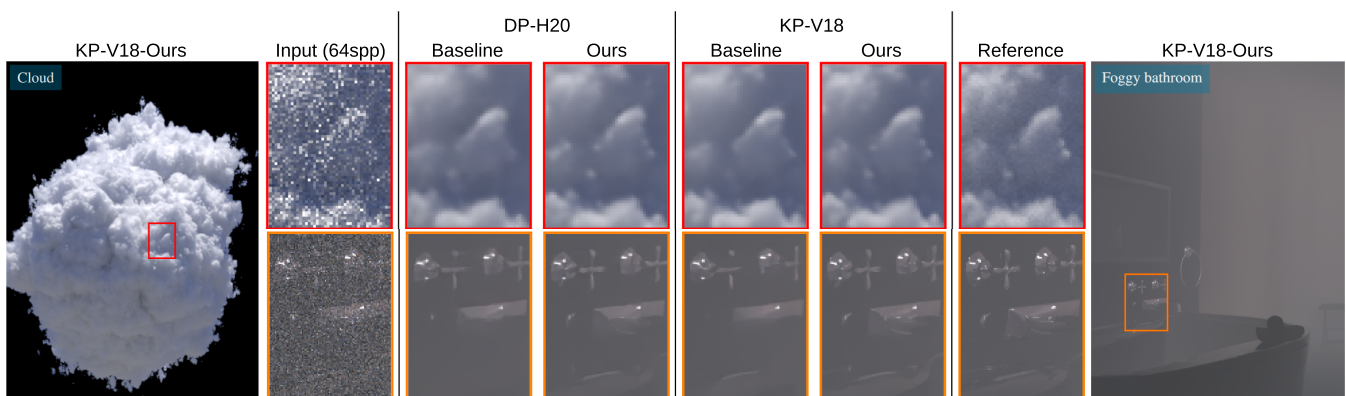 DP-H20
KP-V18
KP-V18-Ours
Input (64spp)
Baseline
Ours
Baseline
Ours
Reference
KP-V18-Ours
Cloud
Foggy bathroom